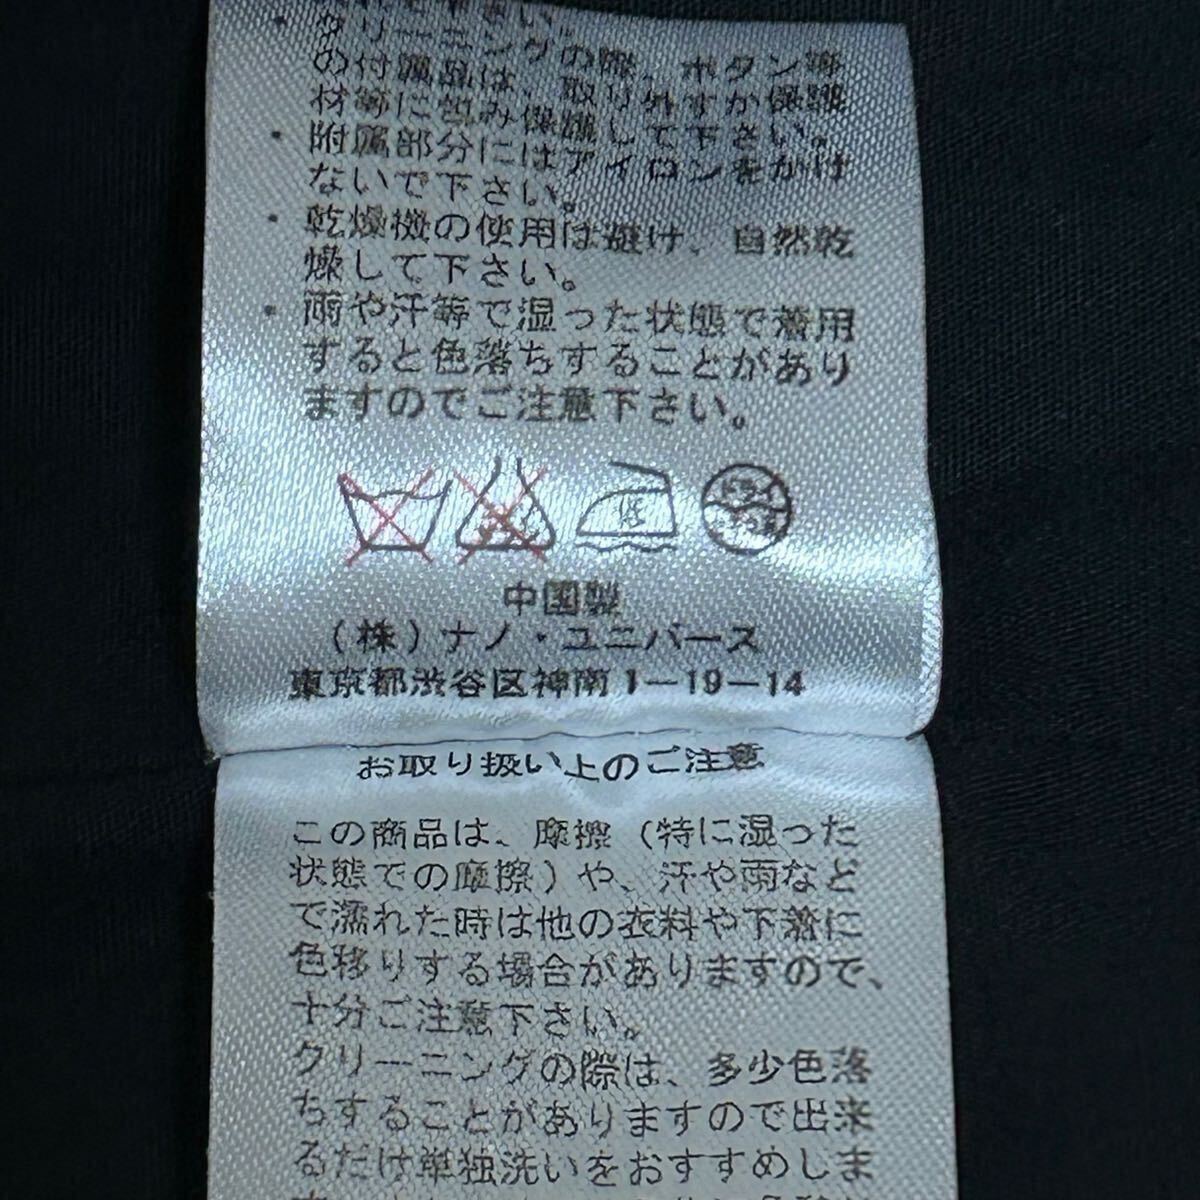 下さい。
・クリーニングの際、ボタン等
の付属品は、取り外すか保護
材等に包み保護して下さい。
・附属部分にはアイロンをかけ
ないで下さい。
・乾燥機の使用は避け、自然乾
燥して下さい。
・雨や汗等で湿った状態で着用
すると色落ちすることがあり
ますのでご注意下さい。
低 ドライ
中国製
(株)ナノ・ユニバース
東京都渋谷区神南1-19-14
お取り扱い上のご注意
この商品は、摩擦(特に湿った
状態での摩擦)や、汗や雨など
で濡れた時は他の衣料や下着に
色移りする場合がありますので、
十分ご注意下さい。
クリーニングの際は、多少色落
ちすることがありますので出来
るだけ単独洗いをおすすめしま